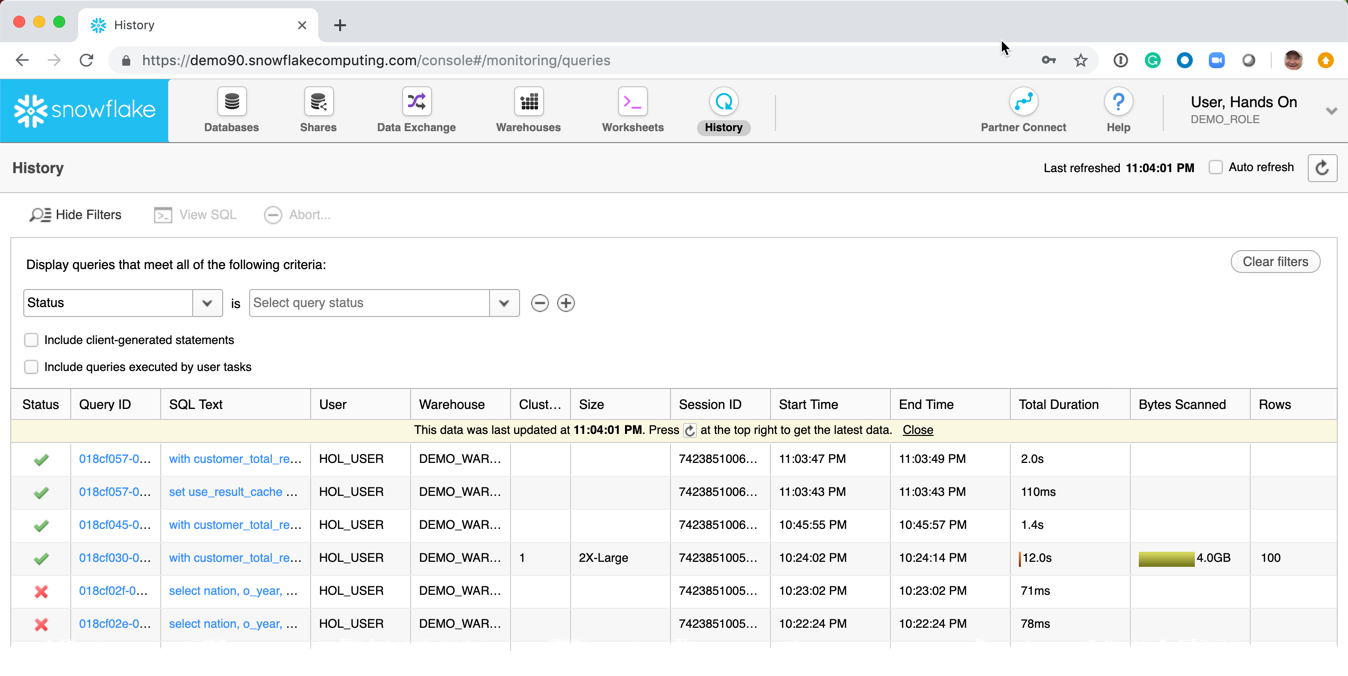 History
https://demo90.snowflakecomputing.com/console#/monitoring/queries
snowflake
Databases Shares Data Exchange Warehouses Worksheets History Partner Connect Help
User, Hands On
DEMO_ROLE
History Last refreshed 11:04:01 PM Auto refresh
Hide Filters View SQL Abort...
Display queries that meet all of the following criteria: Clear filters
Status is Select query status
Include client-generated statements
Include queries executed by user tasks
Status Query ID SQL Text User Warehouse Clust... Size Session ID Start Time End Time Total Duration Bytes Scanned Rows
This data was last updated at 11:04:01 PM. Press at the top right to get the latest data. Close
018cf057-0... with customer_total_re... HOL_USER DEMO_WAR... 7423851006... 11:03:47 PM 11:03:49 PM 2.0s
018cf057-0... set use_result_cache ... HOL_USER DEMO_WAR... 7423851006... 11:03:43 PM 11:03:43 PM 110ms
018cf045-0... with customer_total_re... HOL_USER DEMO_WAR... 7423851006... 10:45:55 PM 10:45:57 PM 1.4s
018cf030-0... with customer_total_re... HOL_USER DEMO_WAR... 1 2X-Large 7423851005... 10:24:02 PM 10:24:14 PM 12.0s 4.0GB 100
018cf02f-0... select nation, o_year, ... HOL_USER DEMO_WAR... 7423851005... 10:23:02 PM 10:23:02 PM 71ms
018cf02e-0... select nation, o_year, ... HOL_USER DEMO_WAR... 7423851005... 10:22:24 PM 10:22:24 PM 78ms